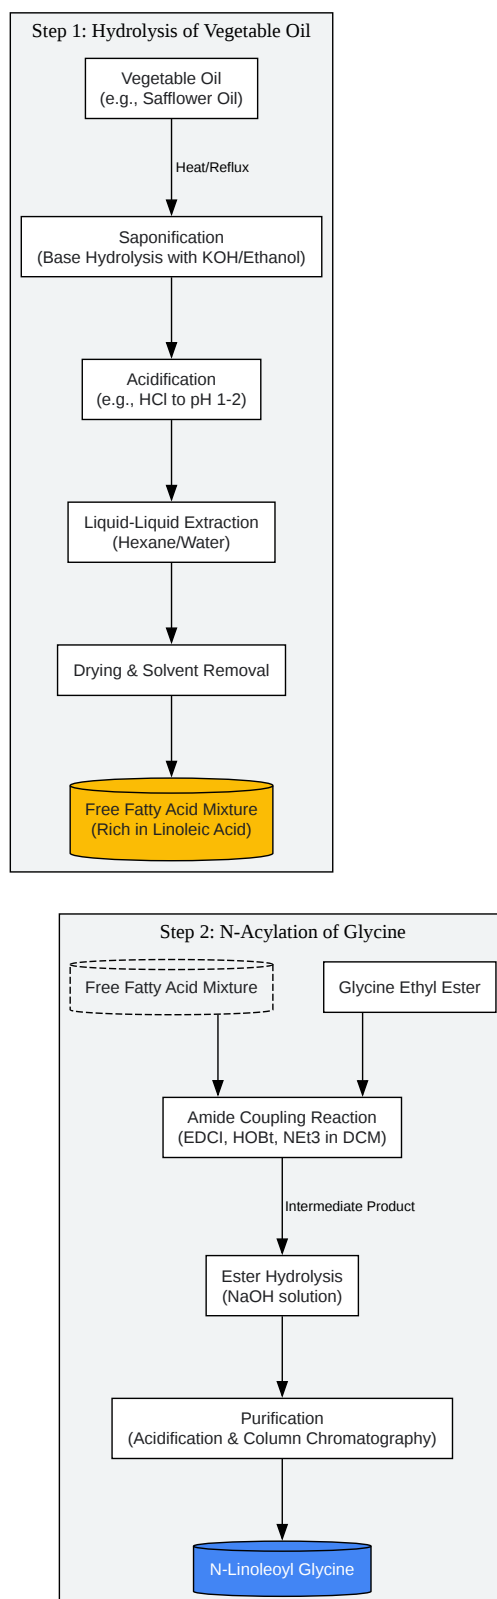 Step 1: Hydrolysis of Vegetable Oil
Vegetable Oil
(e.g., Safflower Oil)
Heat/Reflux
Saponification
(Base Hydrolysis with KOH/Ethanol)
Acidification
(e.g., HCl to pH 1-2)
Liquid-Liquid Extraction
(Hexane/Water)
Drying & Solvent Removal
Free Fatty Acid Mixture
(Rich in Linoleic Acid)
Step 2: N-Acylation of Glycine
Free Fatty Acid Mixture
Glycine Ethyl Ester
Amide Coupling Reaction
(EDCI, HOBt, NEt3 in DCM)
Intermediate Product
Ester Hydrolysis
(NaOH solution)
Purification
(Acidification & Column Chromatography)
N-Linoleoyl Glycine